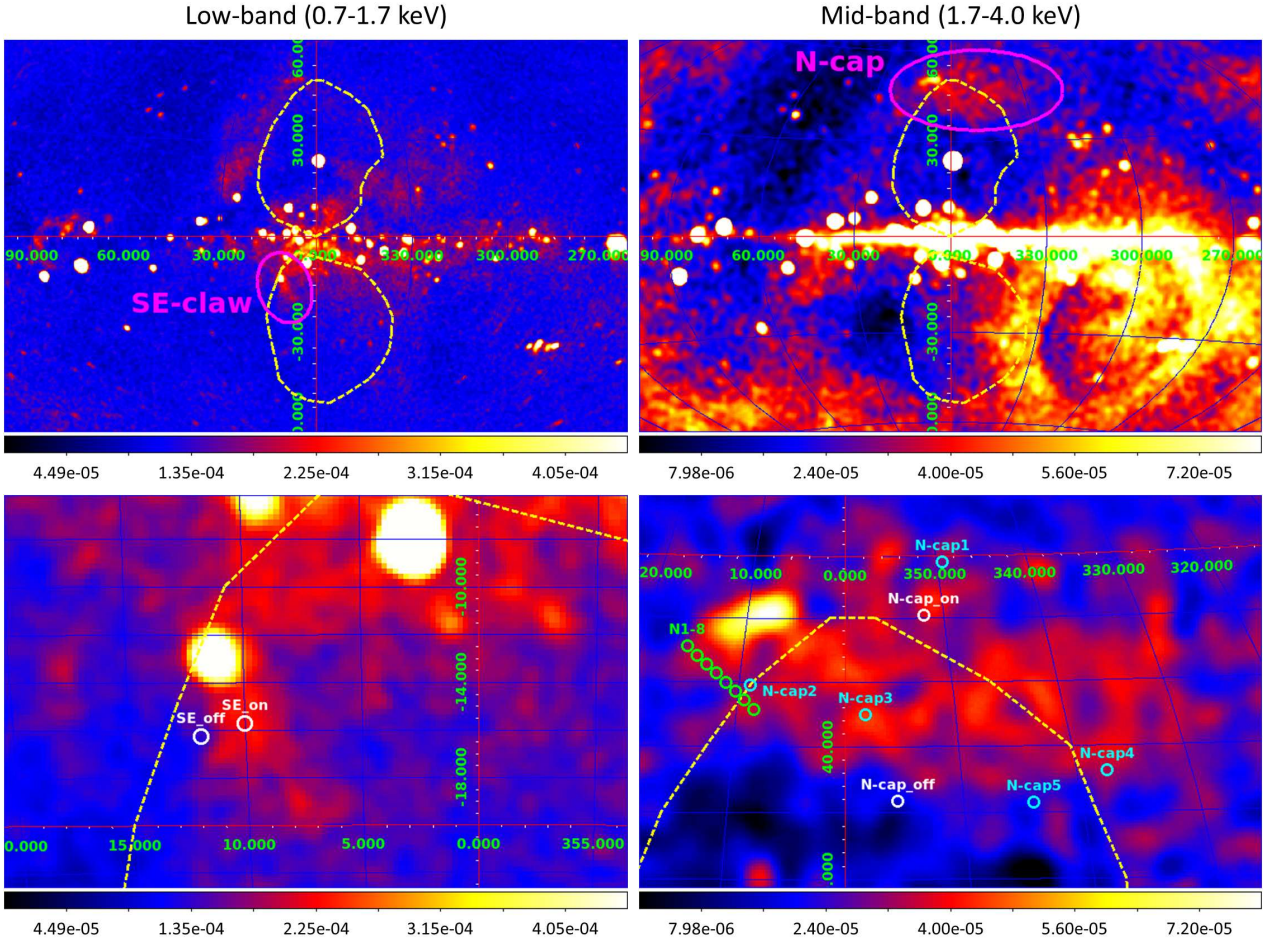 Low-band (0.7-1.7 keV)
Mid-band (1.7-4.0 keV)
N-cap
30.000
90.000 60.000 30.000 330.000 300.000
SE-claw
-30.000
30.000
90.000 60.000 30.000 330.000 300.000 270.000
-30.000
4.49e-05 1.35e-04 2.25e-04 3.15e-04 4.05e-04
7.98e-06 2.40e-05 4.00e-05 5.60e-05 7.20e-05
-10.000
-14.000
SE_on
SE_off
-18.000
15.000 10.000 5.000 0.000 355.000
N-cap1
20.000 10.000 0.000 350.000 340.000 330.000 320.000
N-cap_on
N1-8
N-cap2
N-cap3
40.000
N-cap4
N-cap_off
N-cap5
4.49e-05 1.35e-04 2.25e-04 3.15e-04 4.05e-04
7.98e-06 2.40e-05 4.00e-05 5.60e-05 7.20e-05